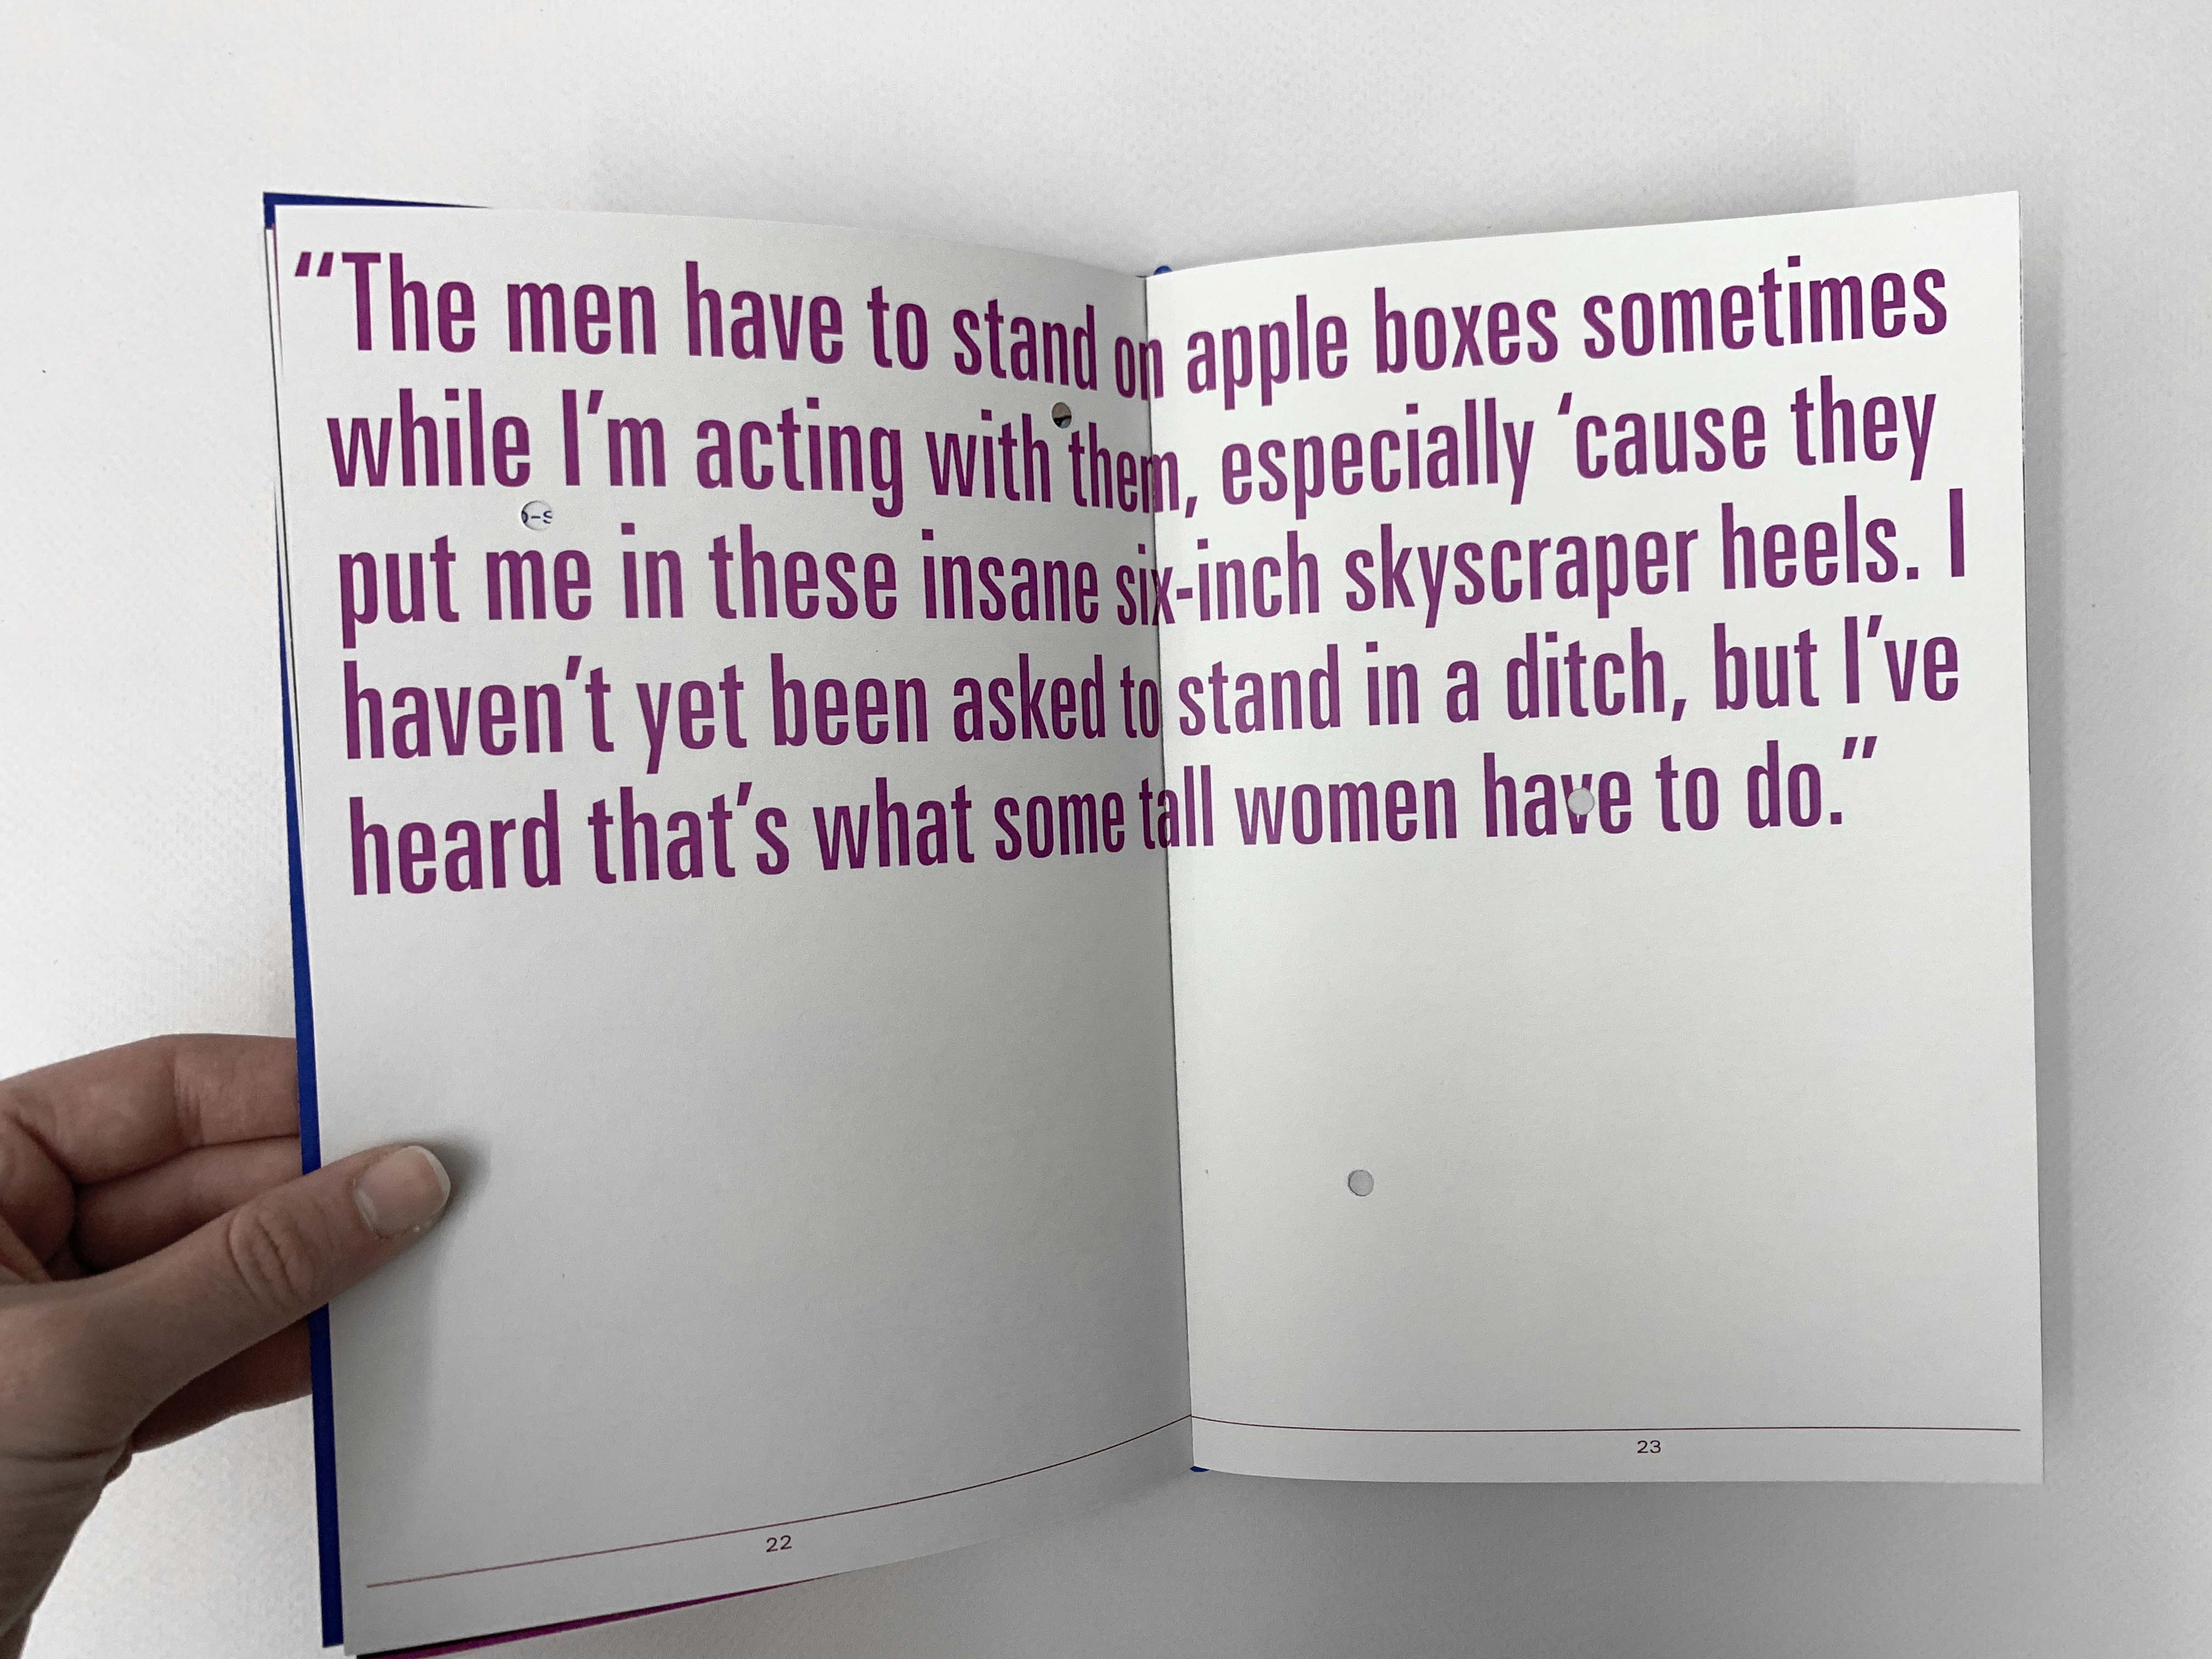 “The men have to stand on apple boxes sometimes
while I’m acting with them, especially ‘cause they
put me in these insane six-inch skyscraper heels. I
haven’t yet been asked to stand in a ditch, but I’ve
heard that’s what some tall women have to do.”
22
23